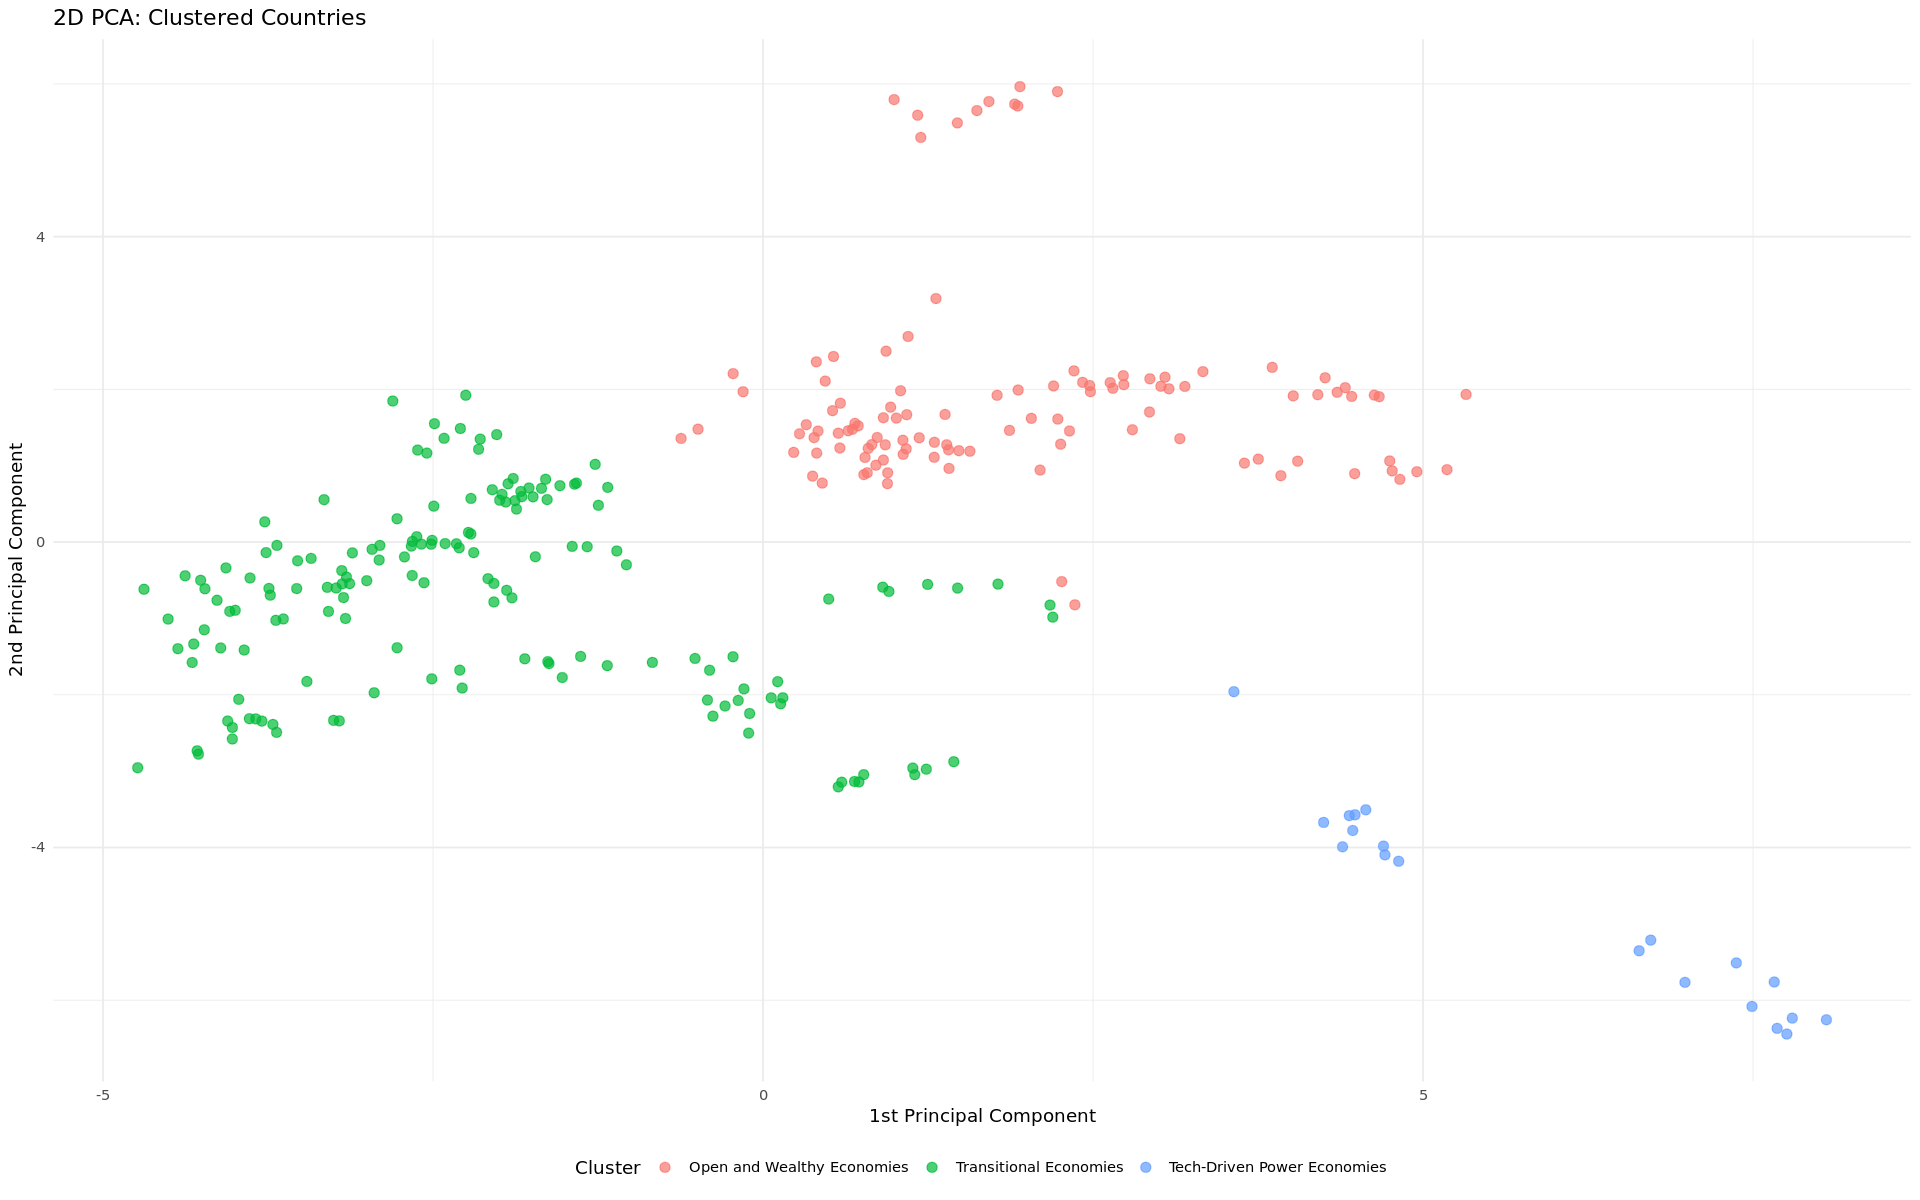 2D PCA: Clustered Countries
2nd Principal Component
4
0
-4
-5
0
5
1st Principal Component
Cluster
Open and Wealthy Economies
Transitional Economies
Tech-Driven Power Economies